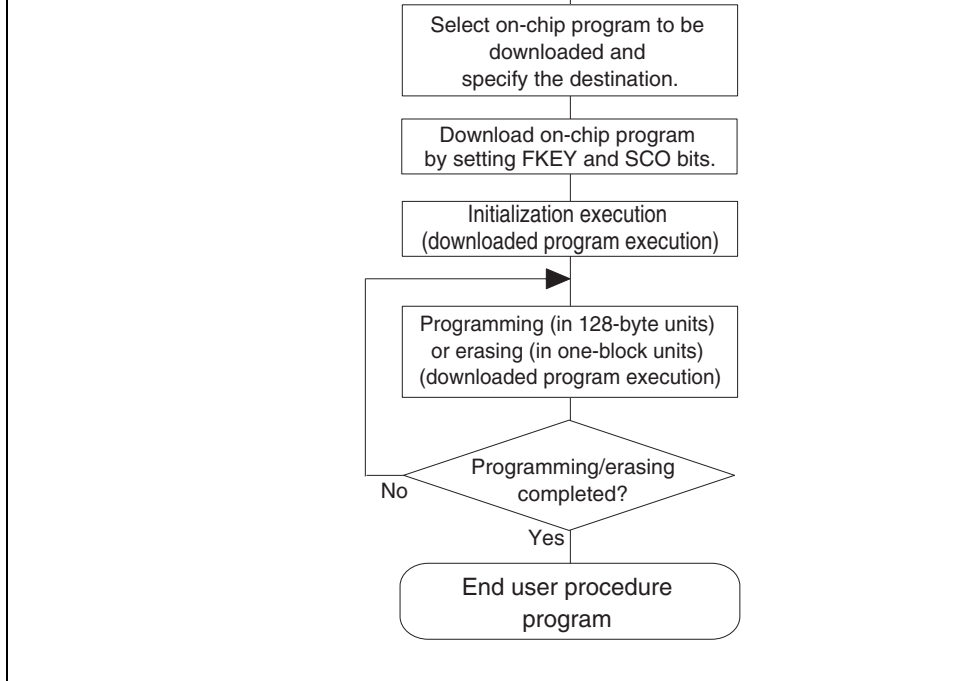 Select on-chip program to be
downloaded and
specify the destination.
Download on-chip program
by setting FKEY and SCO bits.
Initialization execution
(downloaded program execution)
Programming (in 128-byte units)
or erasing (in one-block units)
(downloaded program execution)
Programming/erasing
completed?
No
Yes
End user procedure
program